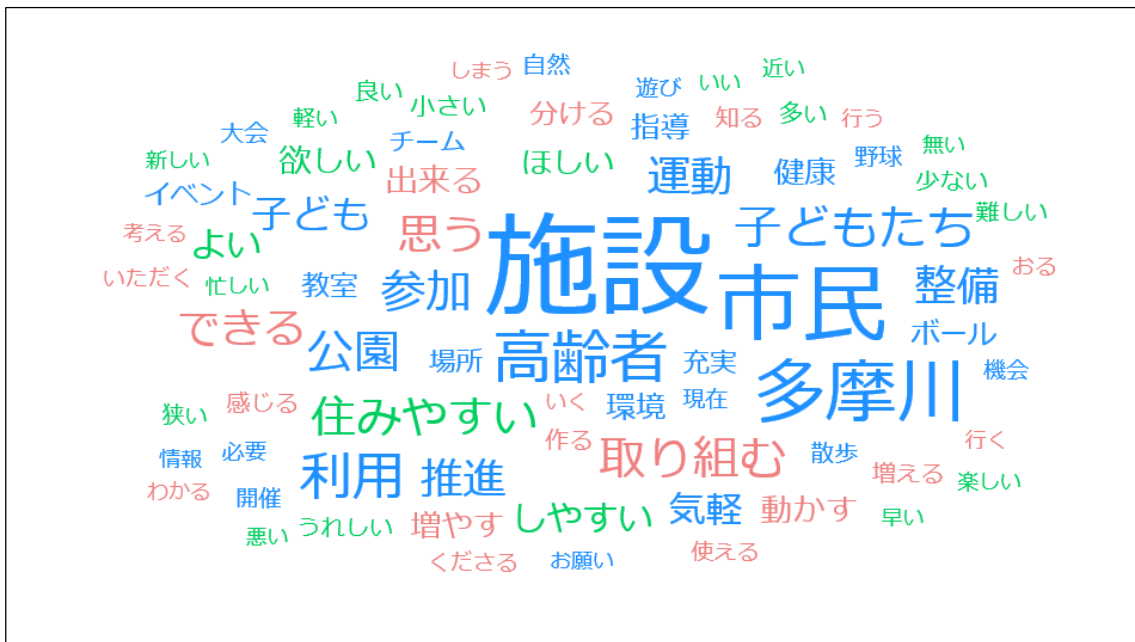 しまう
自然
近い
良い
遊び
いい
小さい
軽い
分ける
知る
多い
行う
大会
チーム
指導
無い
新しい
欲しい
ほしい
運動
健康
野球
少ない
出来る
イベント
子ども
子どもたち
難しい
考える
よい
思う
施設
市民
いただく
忙しい
教室
参加
整備
おる
できる
公園
場所
高齢者
充実
ボール
機会
多摩川
狭い
感じる
住みやすい
いく
環境
現在
情報
必要
作る
取り組む
散歩
行く
わかる
利用
推進
増える
楽しい
開催
気軽
動かす
悪い
うれしい
増やす
しやすい
早い
くださる
お願い
使える